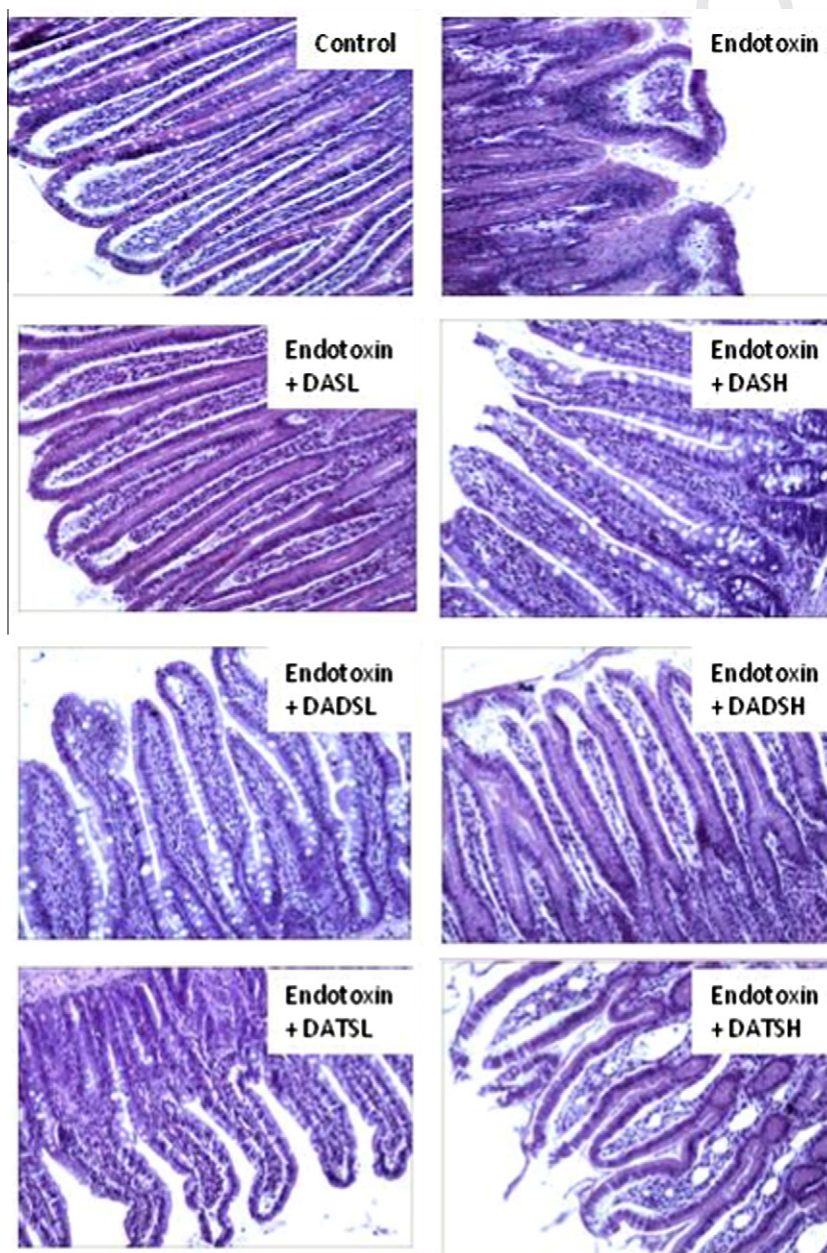 Control
Endotoxin
Endotoxin
+ DASL
Endotoxin
+ DASH
Endotoxin
+ DADSL
Endotoxin
+ DADSH
Endotoxin
+ DATSL
Endotoxin
+ DATSH